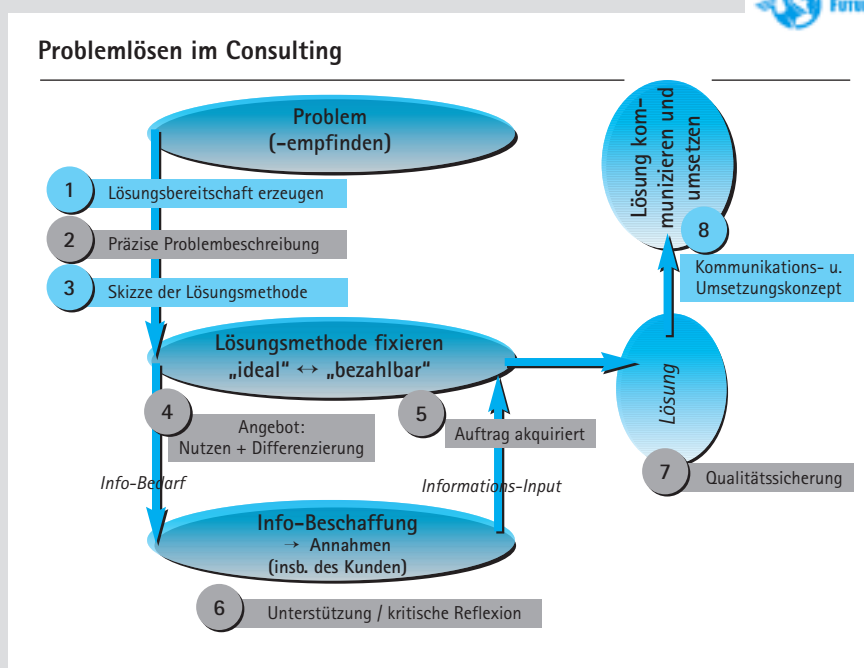 Problemlösen im Consulting
Problem
(-empfinden)
1
Lösungsbereitschaft erzeugen
2
Präzise Problembeschreibung
3
Skizze der Lösungsmethode
Lösungsmethode fixieren
„ideal“ ↔ „bezahlbar“
4
Angebot:
Nutzen + Differenzierung
5
Auftrag akquiriert
Info-Bedarf
Informations-Input
Info-Beschaffung
→ Annahmen
(insb. des Kunden)
6
Unterstützung / kritische Reflexion
Lösung
7
Qualitätssicherung
Lösung kom-
munizieren und
umsetzen
8
Kommunikations- u.
Umsetzungskonzept